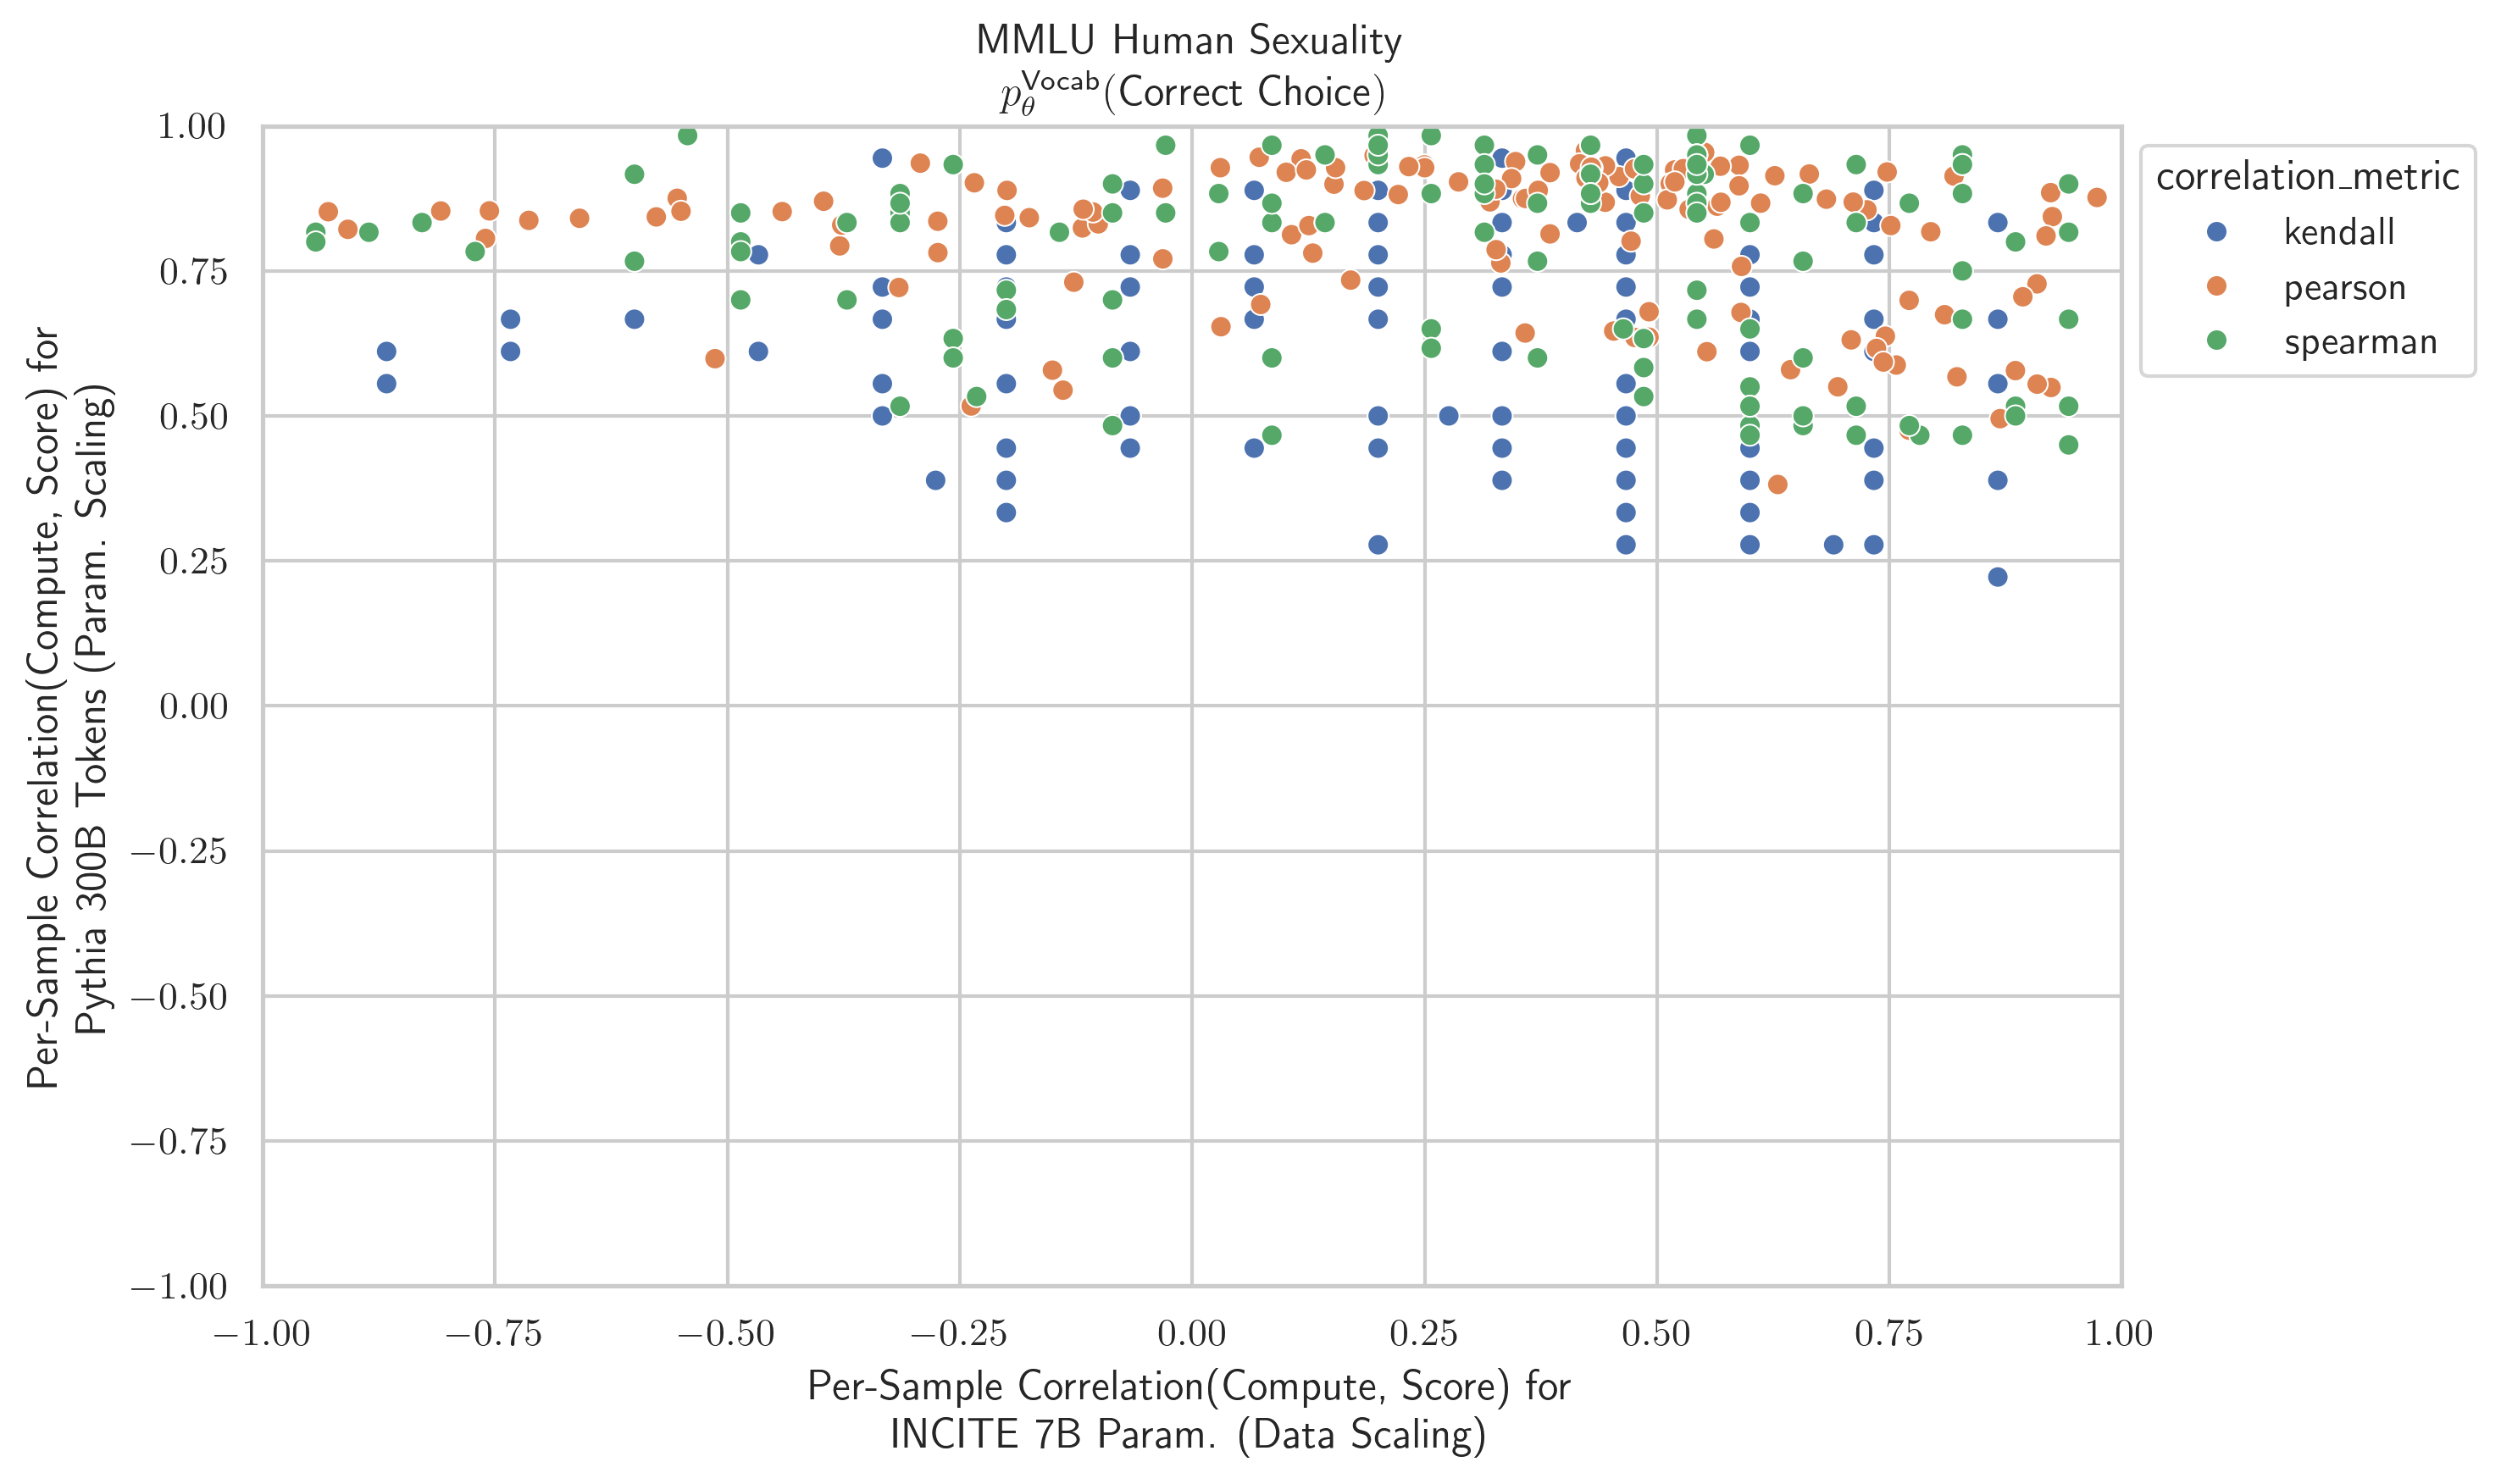 MMLU Human Sexuality
p_θ^Vocab(Correct Choice)
Per-Sample Correlation(Compute, Score) for
Pythia 300B Tokens (Param. Scaling)
1.00
0.75
0.50
0.25
0.00
−0.25
−0.50
−0.75
−1.00
−1.00 −0.75 −0.50 −0.25 0.00 0.25 0.50 0.75 1.00
Per-Sample Correlation(Compute, Score) for
INCITE 7B Param. (Data Scaling)
correlation_metric
kendall
pearson
spearman